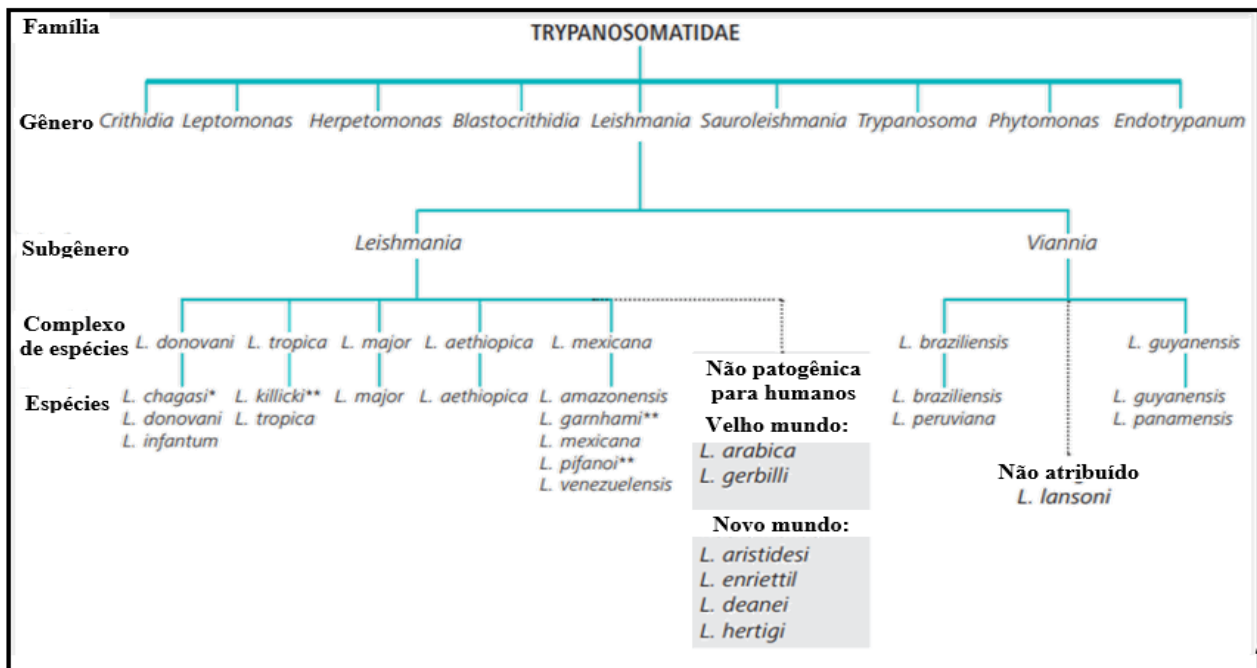 Família
TRYPANOSOMATIDAE
Gênero Crithidia Leptomonas Herpetomonas Blastocrithidia Leishmania Sauroleishmania Trypanosoma Phytomonas Endotrypanum
Subgênero Leishmania Viannia
Complexo
de espécies L. donovani L. tropica L. major L. aethiopica L. mexicana L. braziliensis L. guyanensis
Espécies
L. chagasi* L. killicki** L. major L. aethiopica L. amazonensis L. braziliensis L. guyanensis
L. donovani L. tropica L. garnhami** L. peruviana L. panamensis
L. infantum L. mexicana
L. pifanoi**
L. venezuelensis
Não patogênica
para humanos
Velho mundo:
L. arabica
L. gerbilli
Novo mundo:
L. aristidesi
L. enriettil
L. deanei
L. hertigi
Não atribuído
L. lansoni